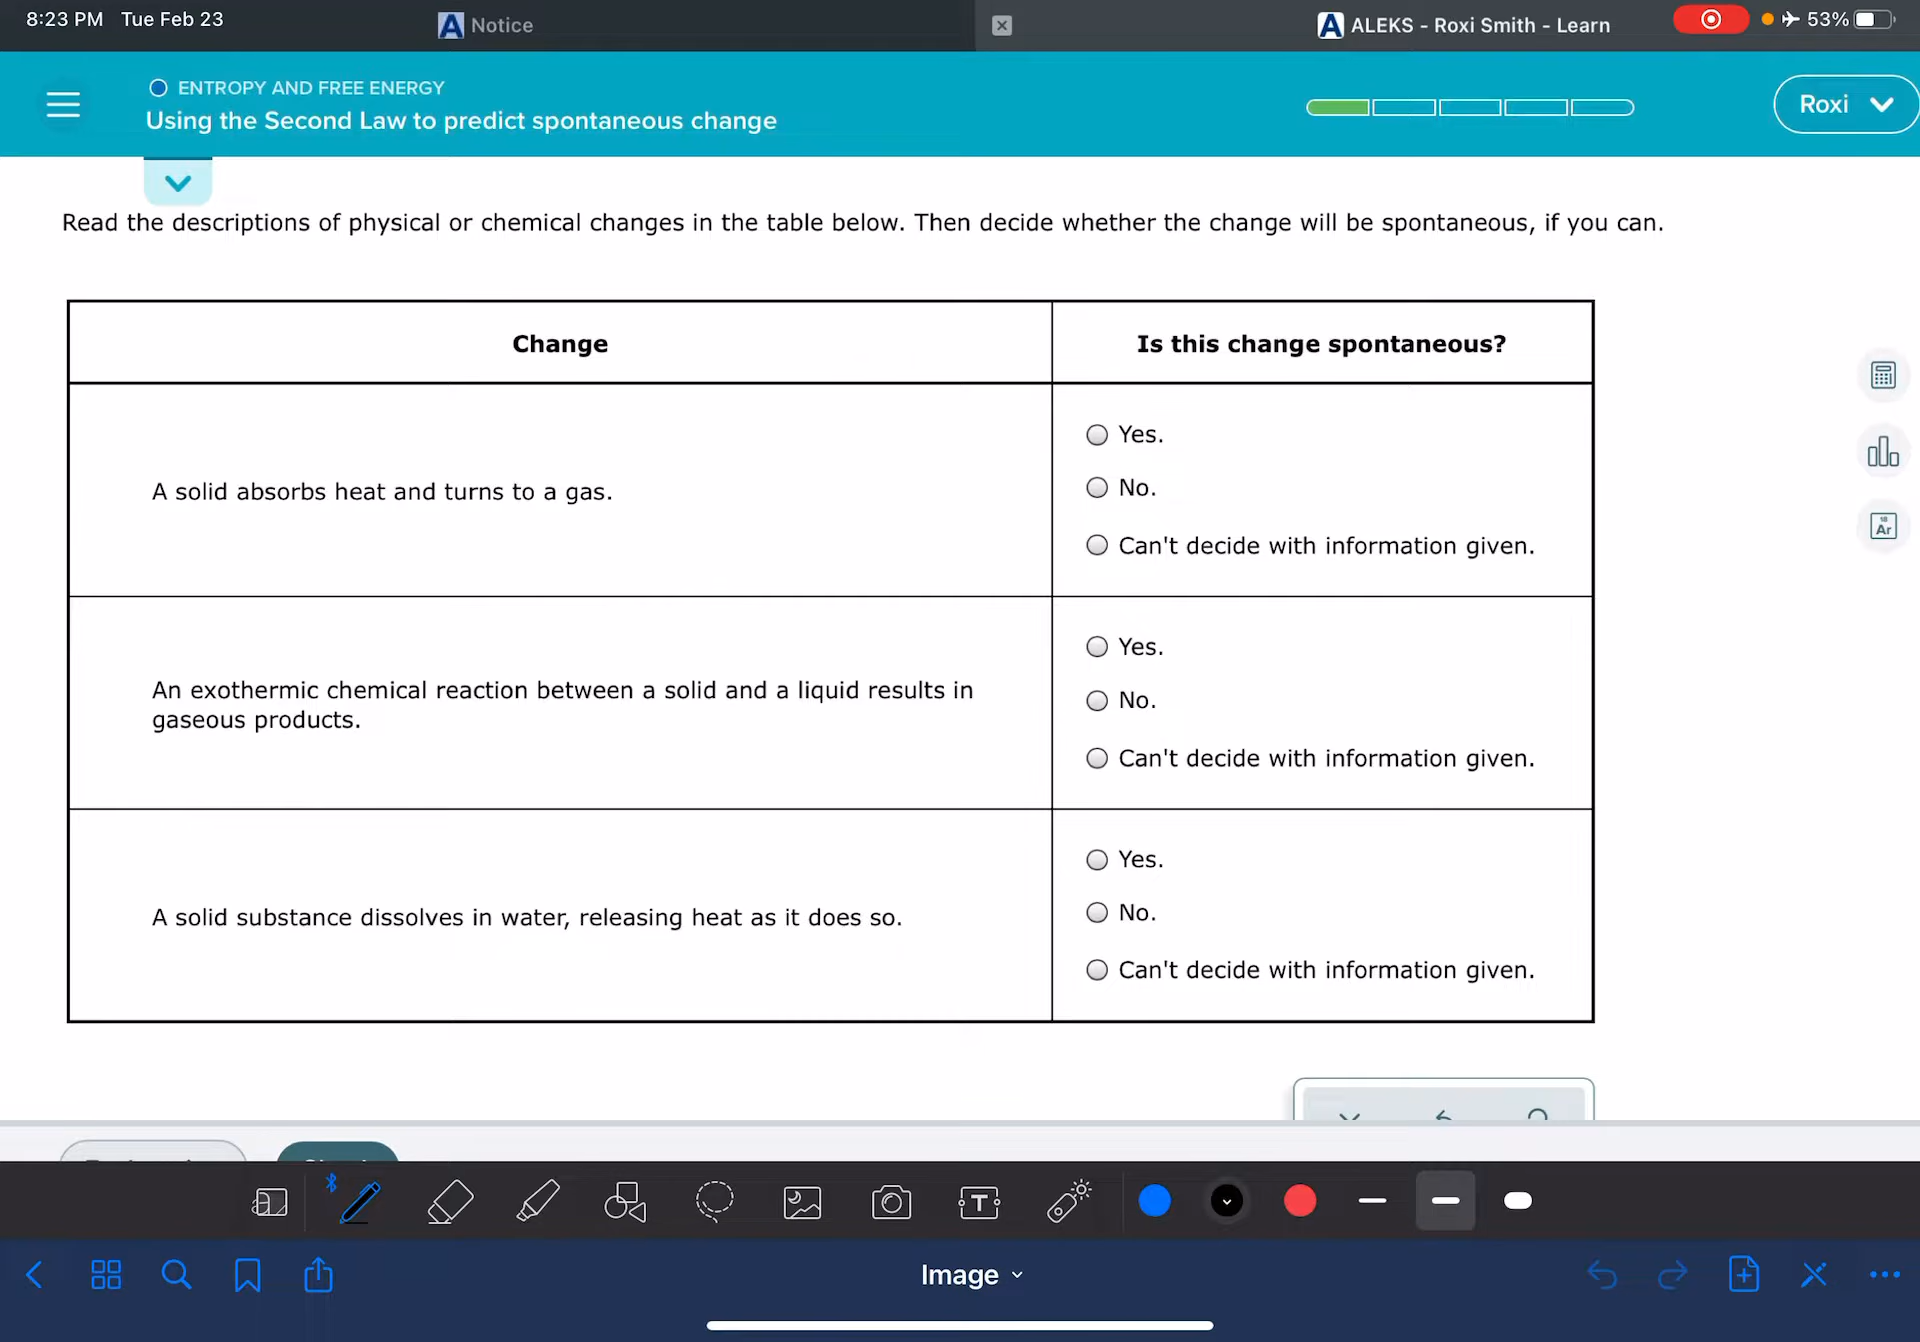 8:23 PM Tue Feb 23
Notice
ALEKS - Roxi Smith - Learn
53%
ENTROPY AND FREE ENERGY
Using the Second Law to predict spontaneous change
Roxi
Read the descriptions of physical or chemical changes in the table below. Then decide whether the change will be spontaneous, if you can.
Change
Is this change spontaneous?
A solid absorbs heat and turns to a gas.
Yes.
No.
Can't decide with information given.
An exothermic chemical reaction between a solid and a liquid results in
gaseous products.
Yes.
No.
Can't decide with information given.
A solid substance dissolves in water, releasing heat as it does so.
Yes.
No.
Can't decide with information given.
18
Ar
T
Image